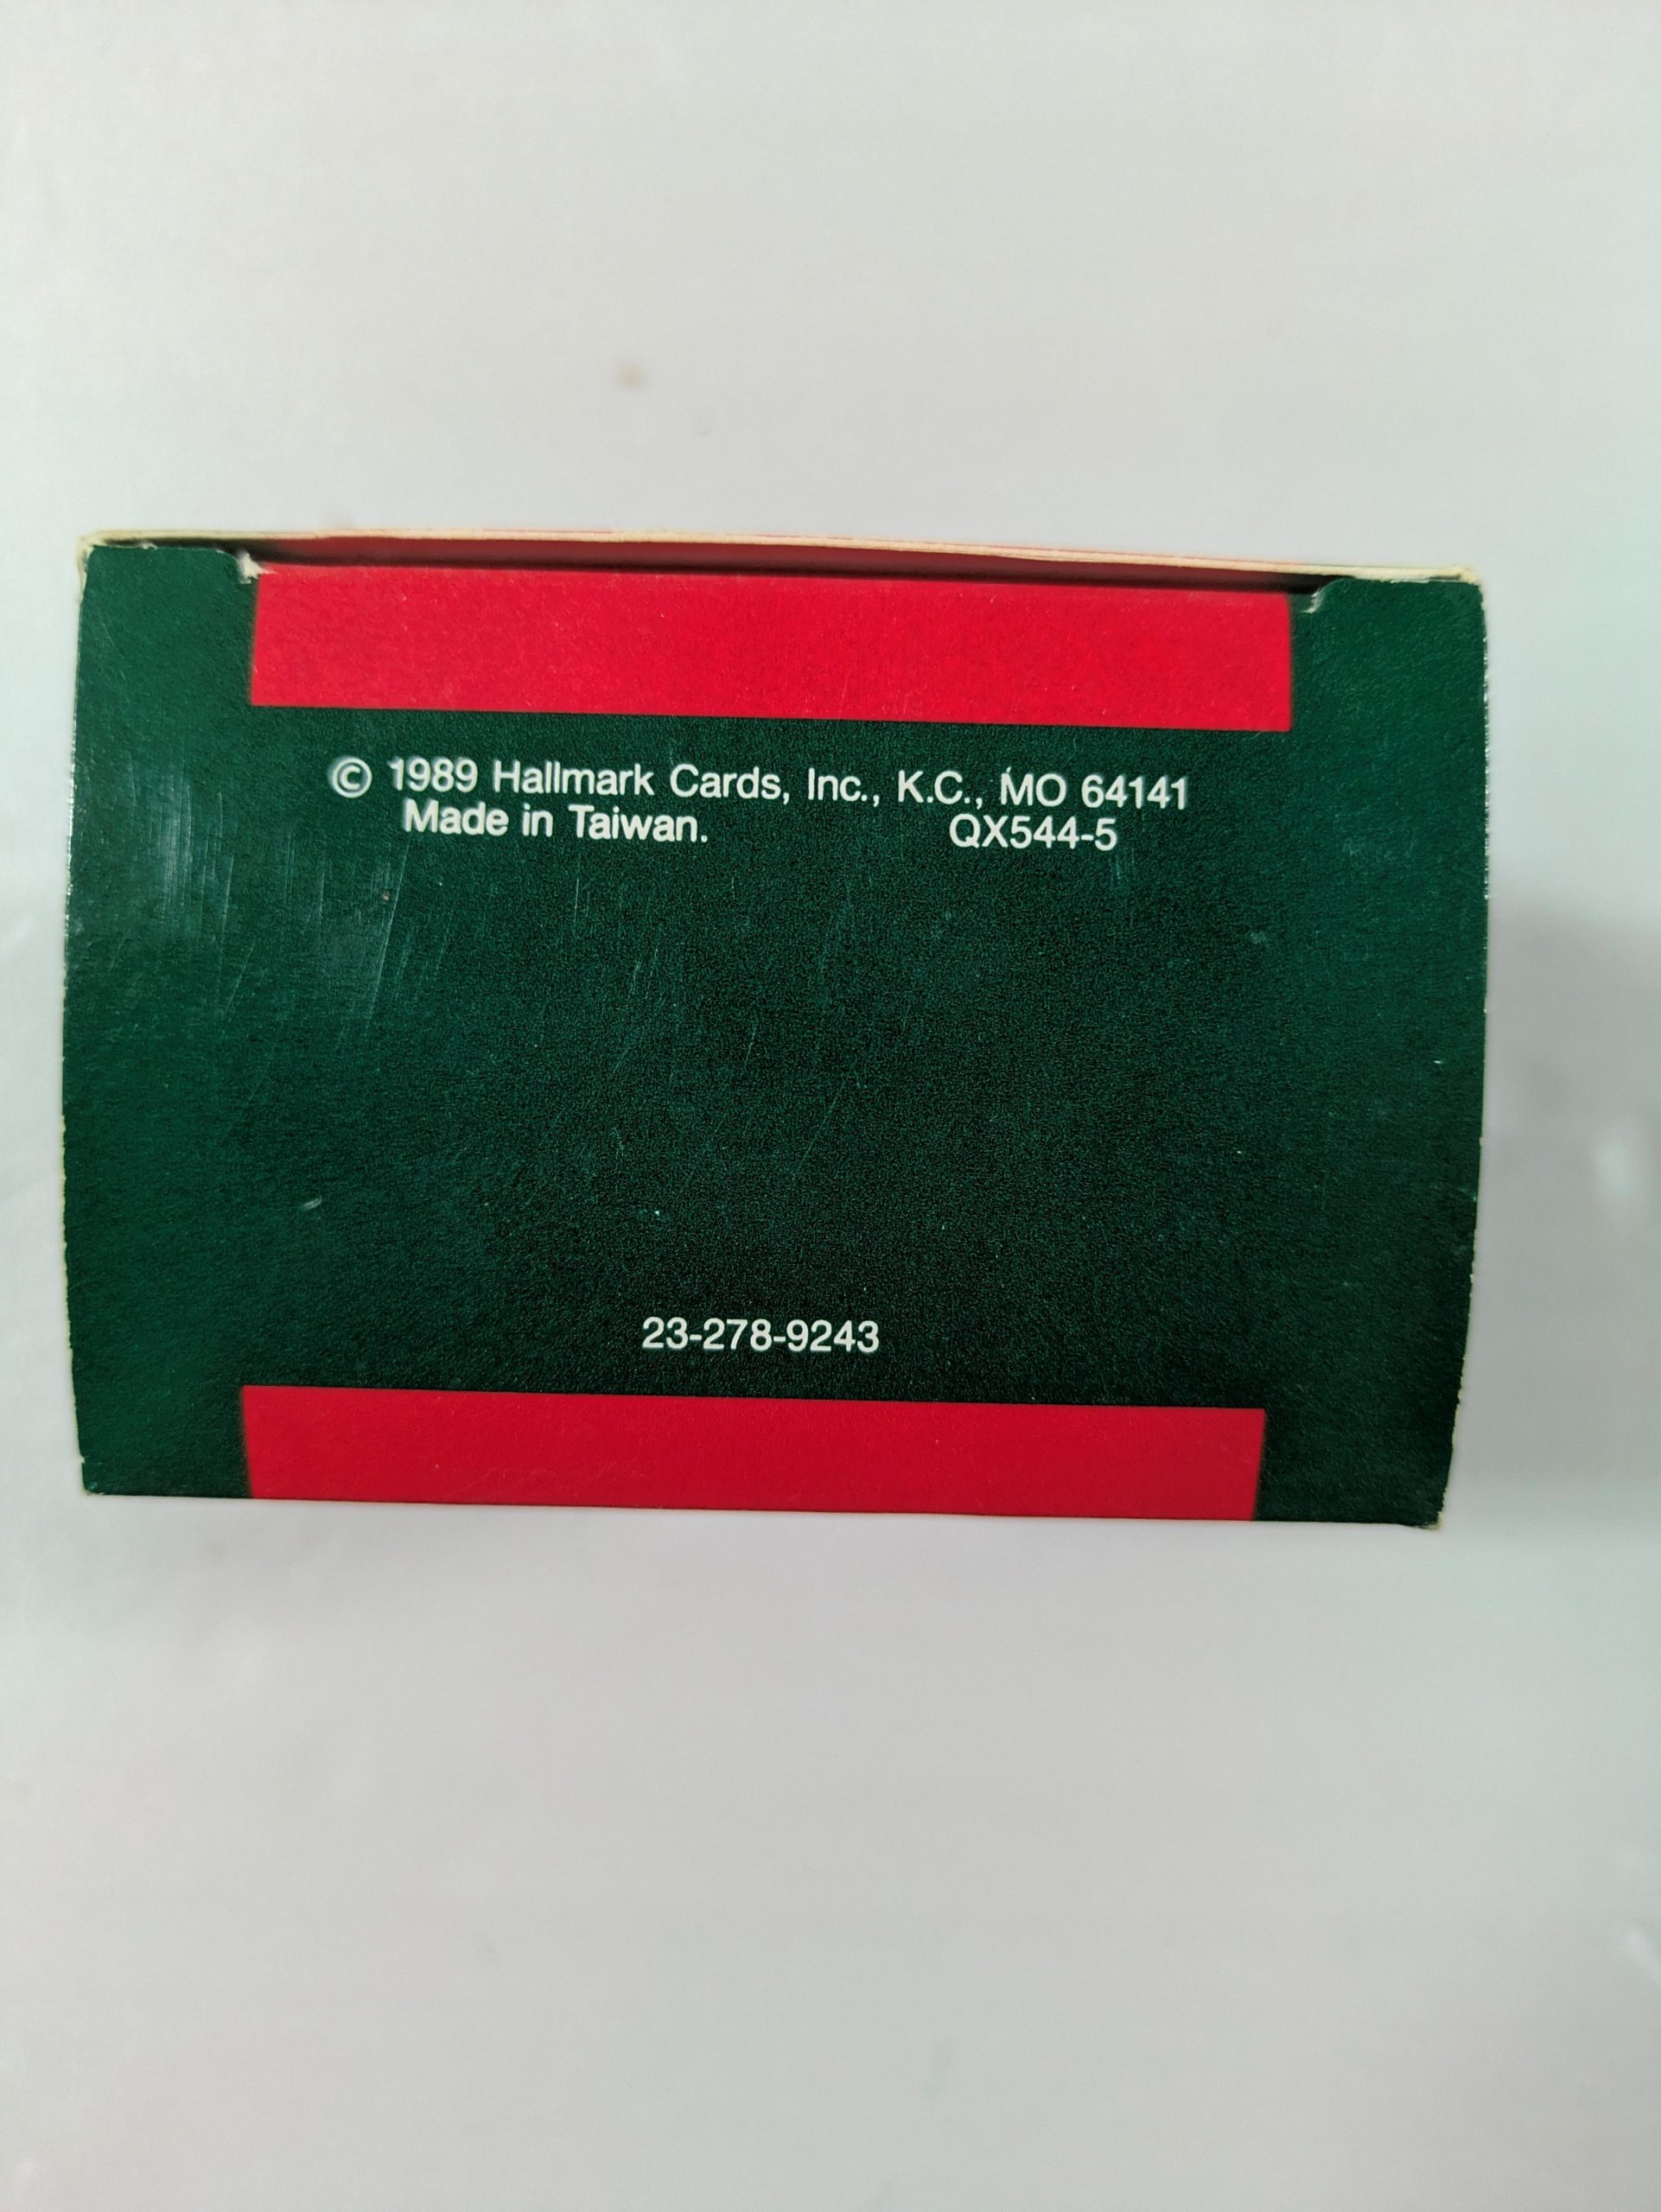 © 1989 Hallmark Cards, Inc., K.C., MO 64141
Made in Taiwan. QX544-5
23-278-9243